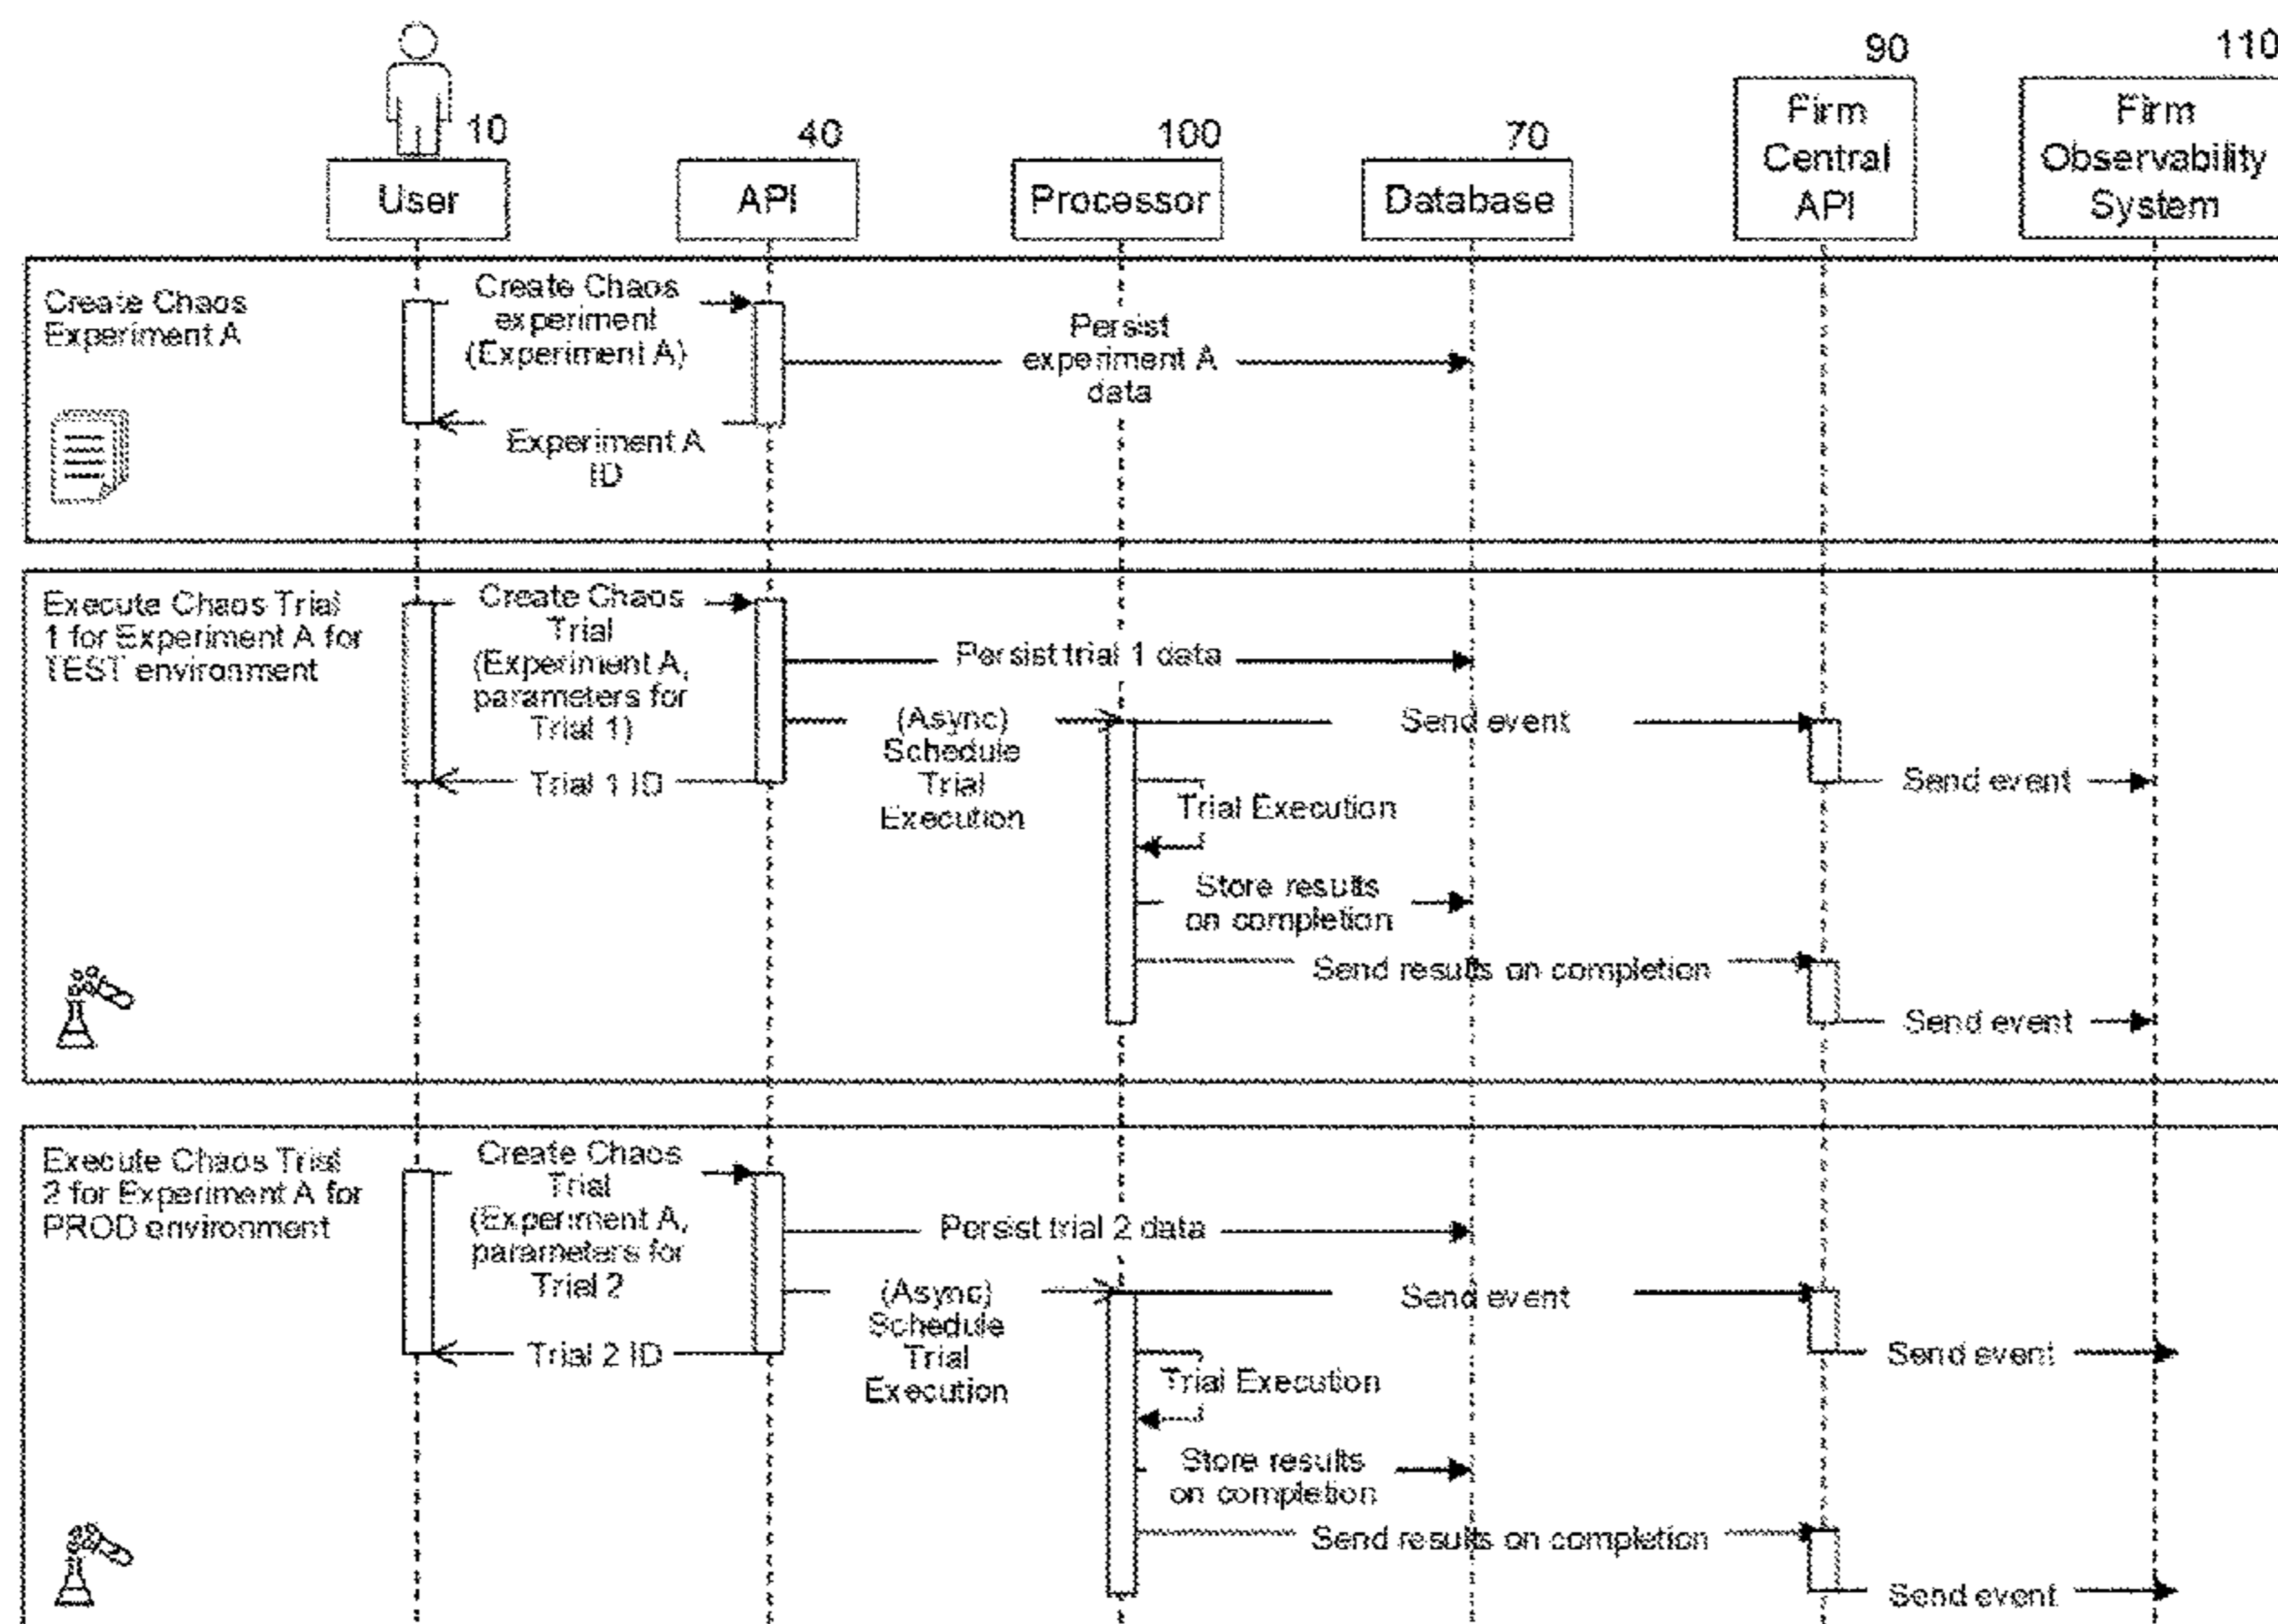 10
40
100
70
90
110
User
API
Processor
Database
Firm
Central
API
Firm
Observability
System
Create Chaos
Experiment A
Create Chaos
experiment
(Experiment A)
Persist
experiment A
data
Experiment A
ID
Execute Chaos Trial
1 for Experiment A for
TEST environment
Create Chaos
Trial
(Experiment A,
parameters for
Trial 1)
Persist trial 1 data
(Async)
Schedule
Trial
Execution
Send event
Trial 1 ID
Send event
Trial Execution
Store results
on completion
Send results on completion
Send event
Execute Chaos Trial
2 for Experiment A for
PROD environment
Create Chaos
Trial
(Experiment A,
parameters for
Trial 2
Persist trial 2 data
(Async)
Schedule
Trial
Execution
Send event
Trial 2 ID
Send event
Trial Execution
Store results
on completion
Send results on completion
Send event